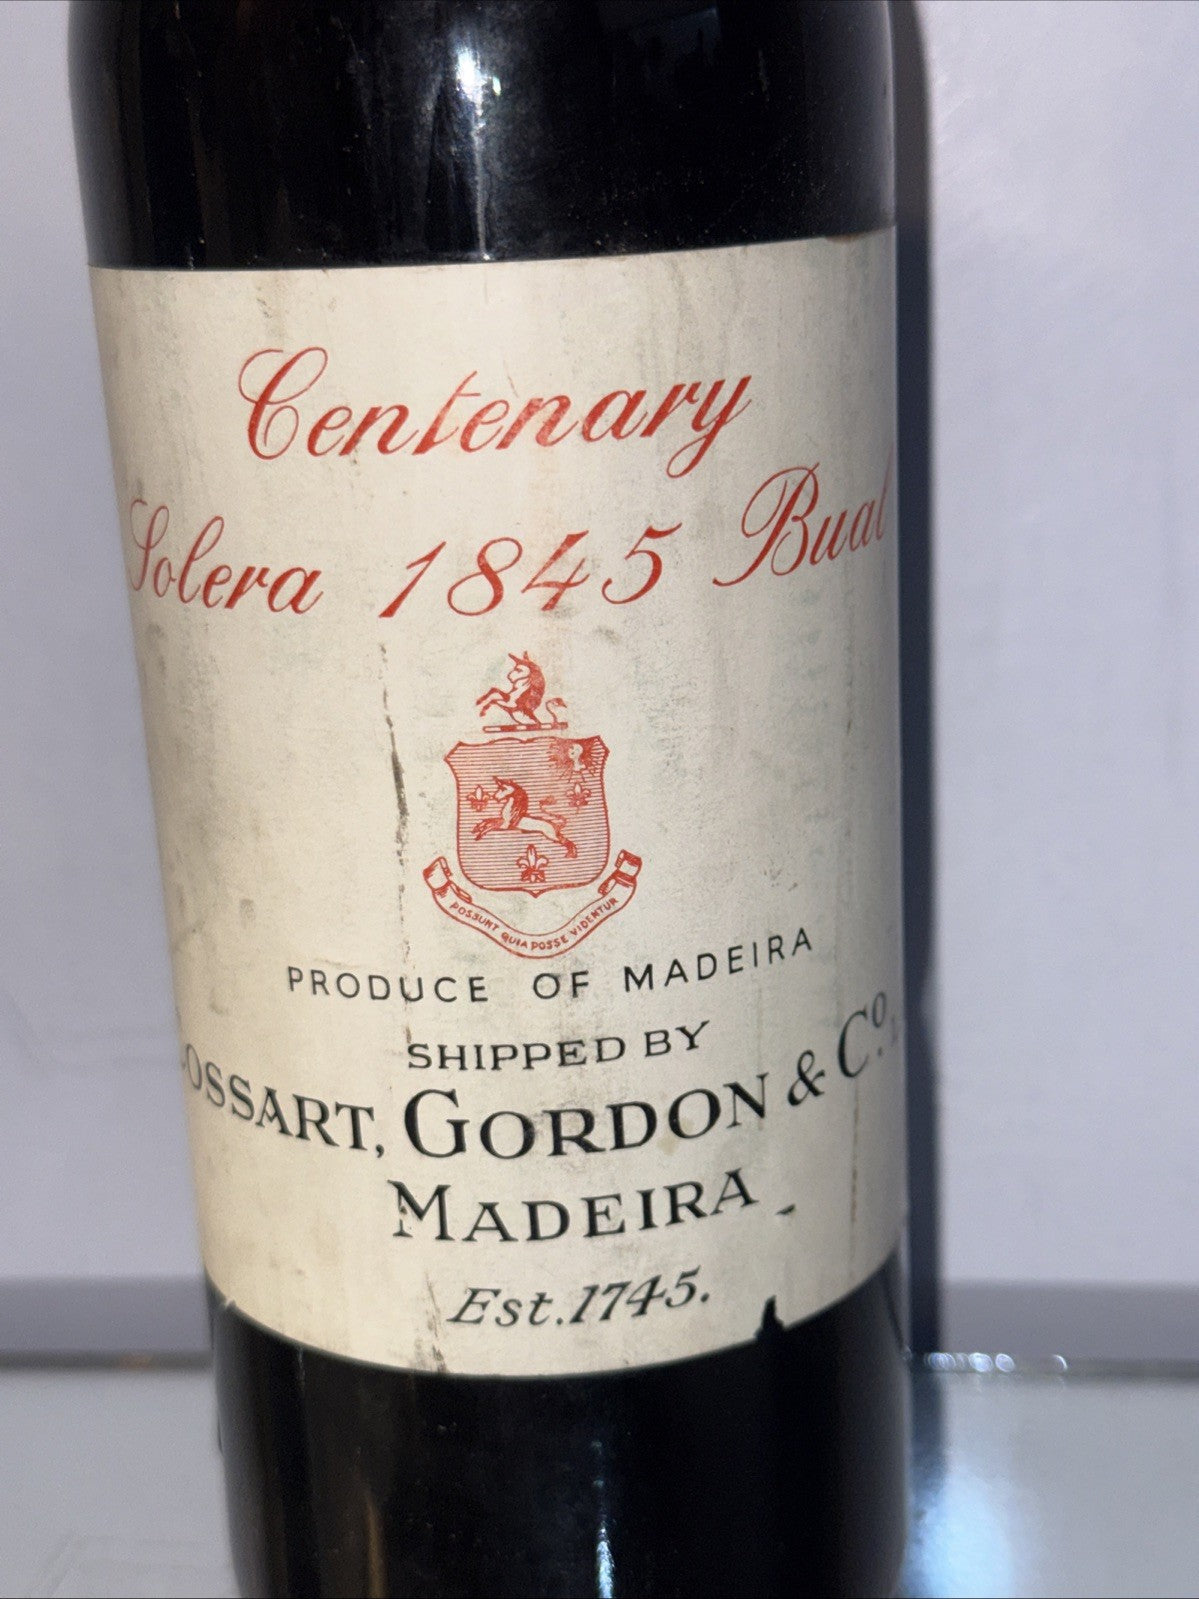 Centenary
Solera 1845 Bual
POSSUNT QUIA POSSE VIDENTUR
PRODUCE OF MADEIRA
SHIPPED BY
OSSART, GORDON & Co.
MADEIRA
Est. 1745.